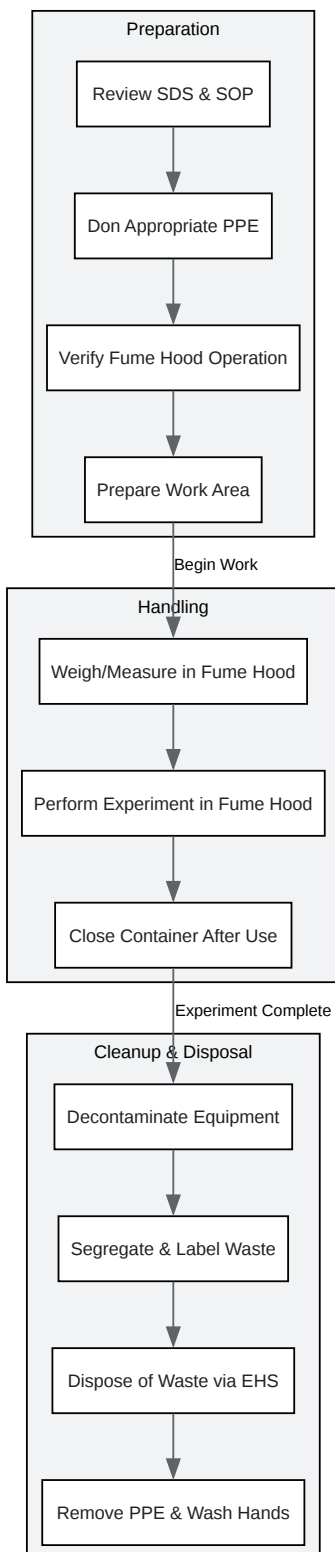 Preparation
Review SDS & SOP
Don Appropriate PPE
Verify Fume Hood Operation
Prepare Work Area
Begin Work
Handling
Weigh/Measure in Fume Hood
Perform Experiment in Fume Hood
Close Container After Use
Experiment Complete
Cleanup & Disposal
Decontaminate Equipment
Segregate & Label Waste
Dispose of Waste via EHS
Remove PPE & Wash Hands